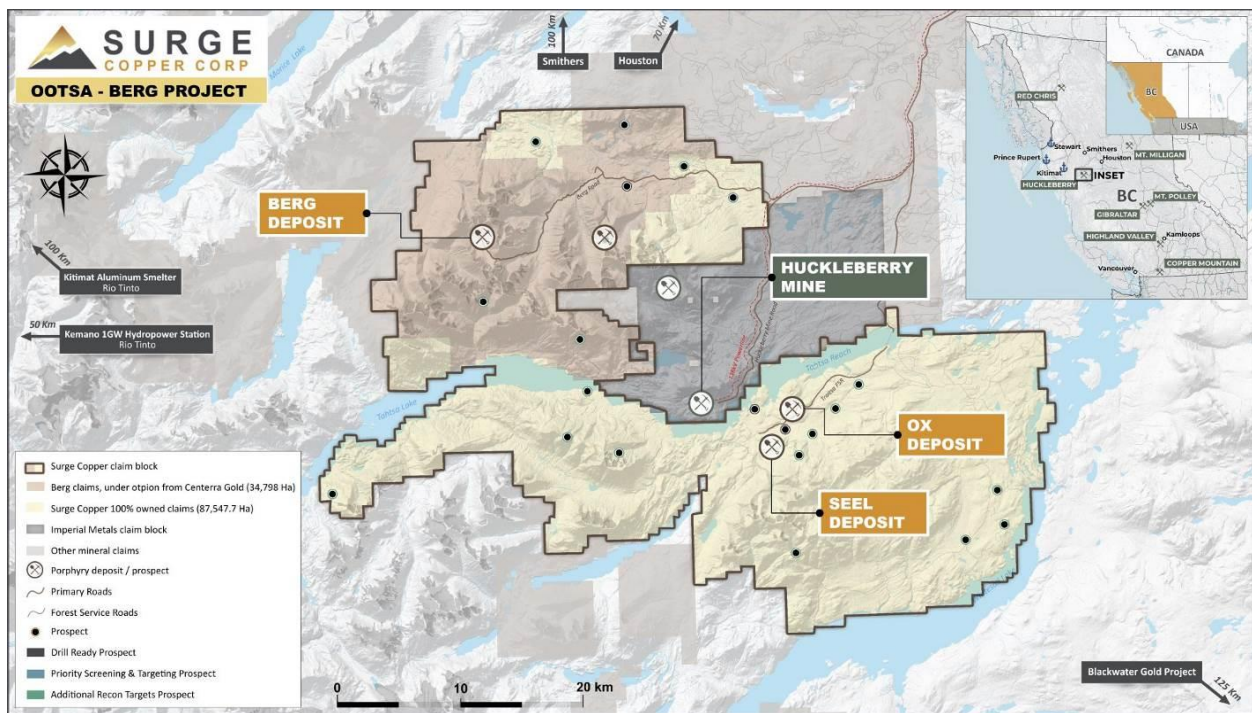 SURGE
COPPER CORP
OOTSA - BERG PROJECT
100 Km
Smithers
70 Km
Houston
Morice Lake
CANADA
BC
USA
RED CHRIS
Stewart
Smithers
Prince Rupert
Houston
MT. MILLIGAN
Kitimat
HUCKLEBERRY
INSET
BC
MT. POLLEY
GIBRALTAR
HIGHLAND VALLEY
Kamloops
Vancouver
COPPER MOUNTAIN
BERG
DEPOSIT
Berg Road
100 Km
Kitimat Aluminum Smelter
Rio Tinto
50 Km
Kemano 1GW Hydropower Station
Rio Tinto
HUCKLEBERRY
MINE
Tahtsa Reach
Tahtsa Lake
Troitsa FSR
OX
DEPOSIT
SEEL
DEPOSIT
Surge Copper claim block
Berg claims, under otpion from Centerra Gold (34,798 Ha)
Surge Copper 100% owned claims (87,547.7 Ha)
Imperial Metals claim block
Other mineral claims
Porphyry deposit / prospect
Primary Roads
Forest Service Roads
Prospect
Drill Ready Prospect
Priority Screening & Targeting Prospect
Additional Recon Targets Prospect
0 10 20 km
Blackwater Gold Project
125 Km